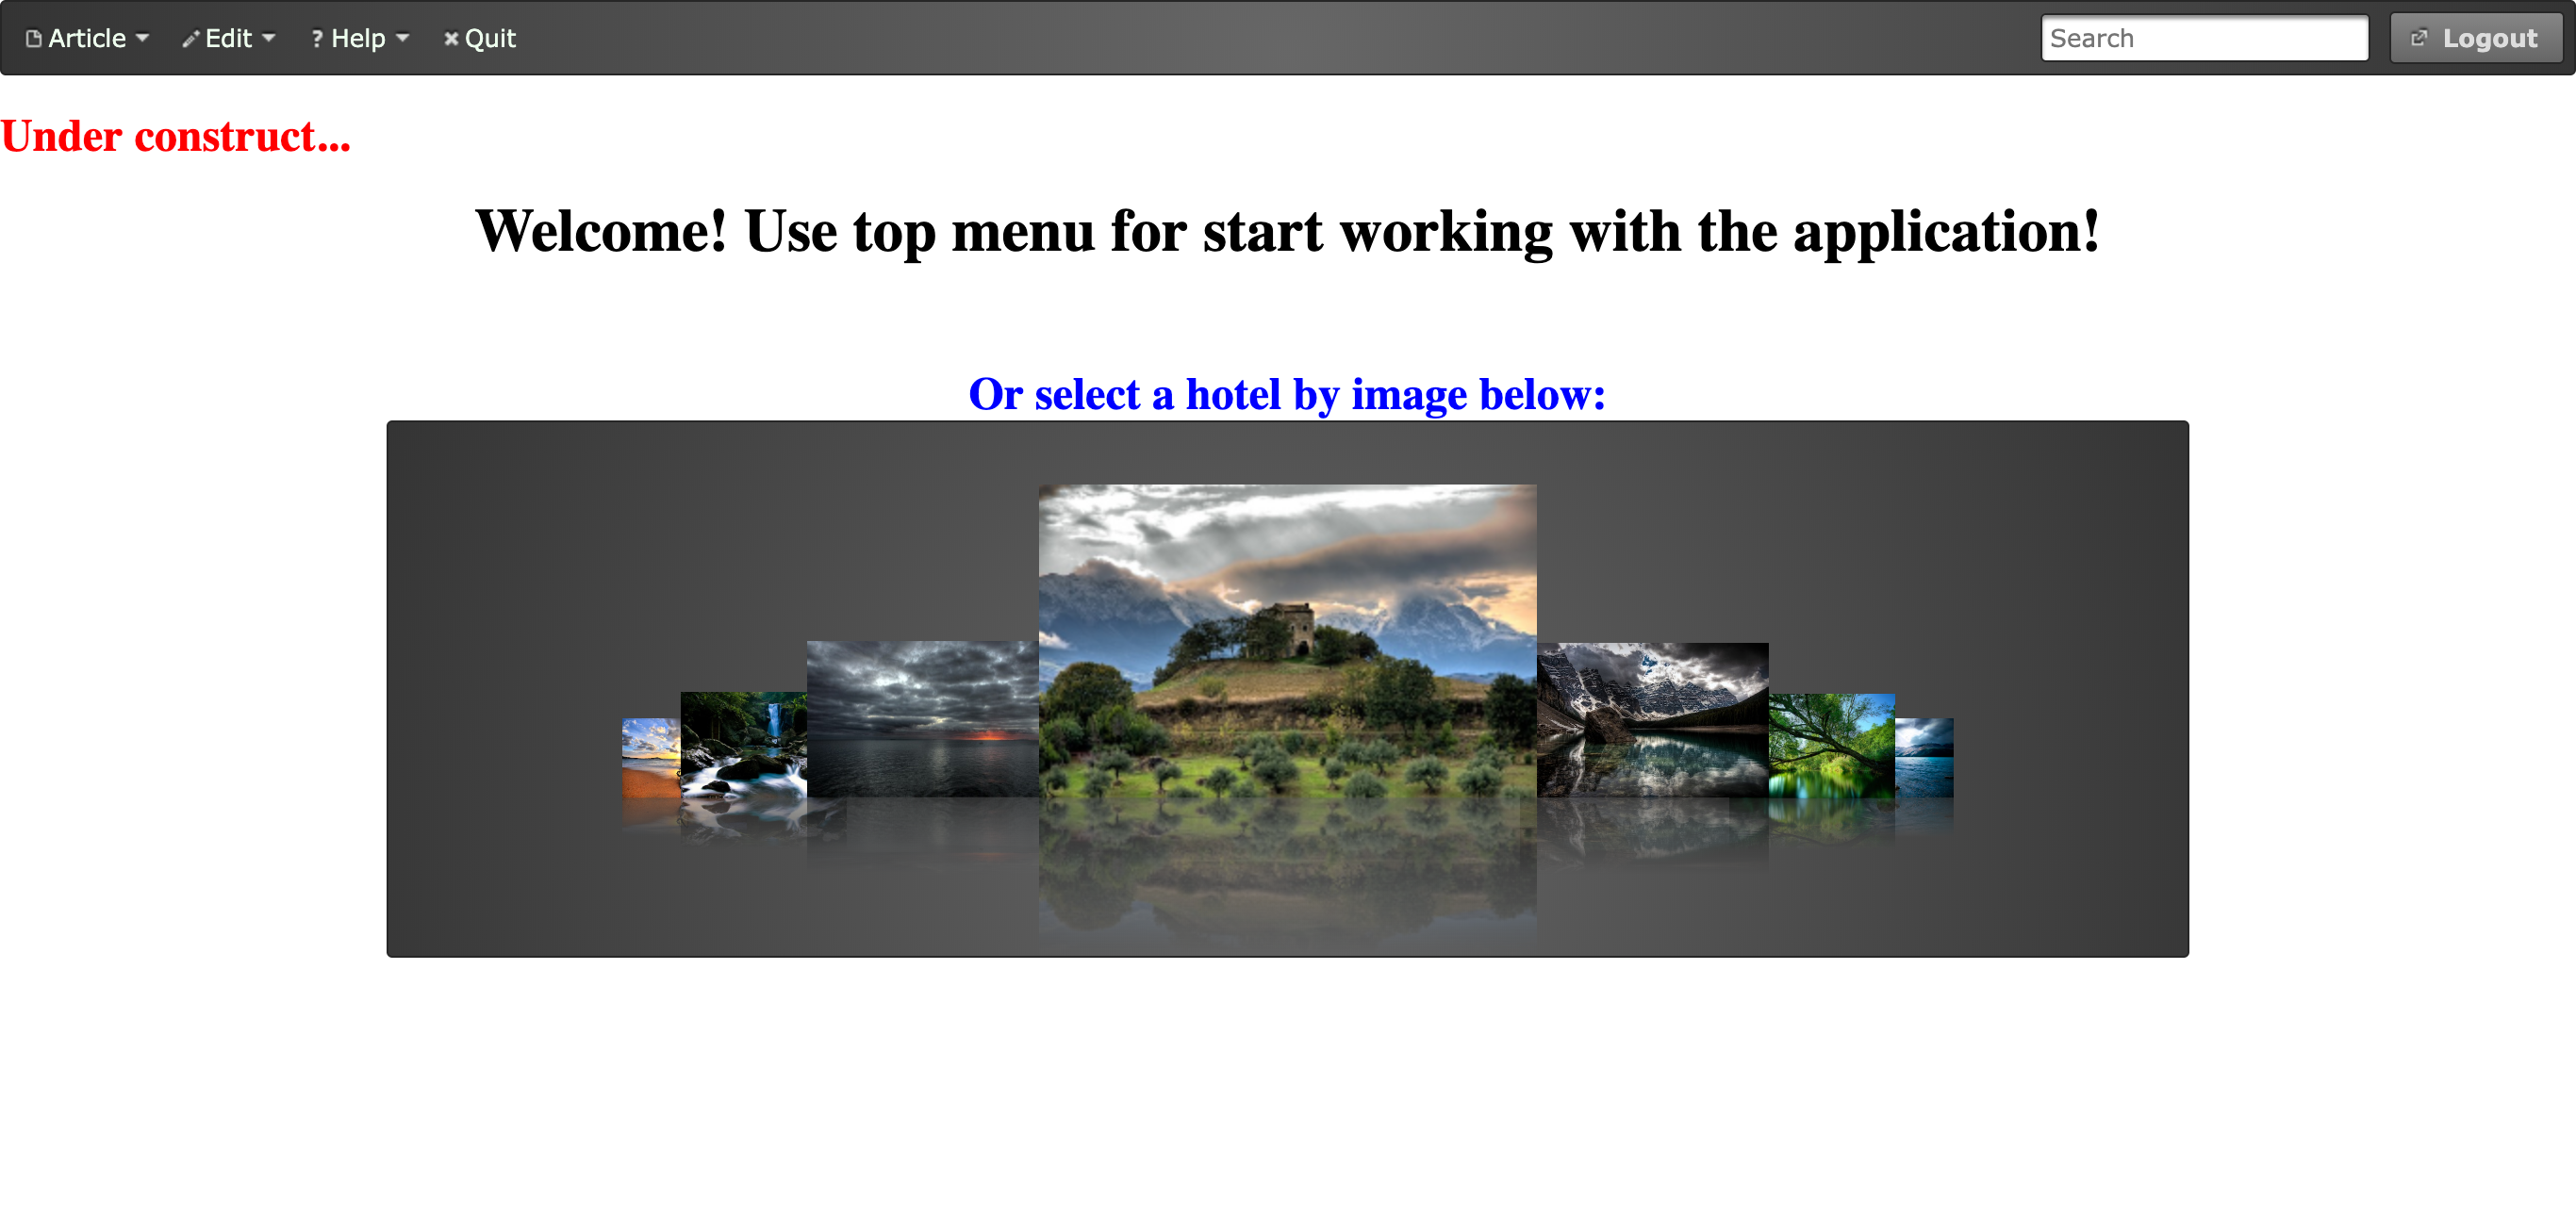 Article Edit ? Help Quit Search Logout
Under construct...
Welcome! Use top menu for start working with the application!
Or select a hotel by image below: